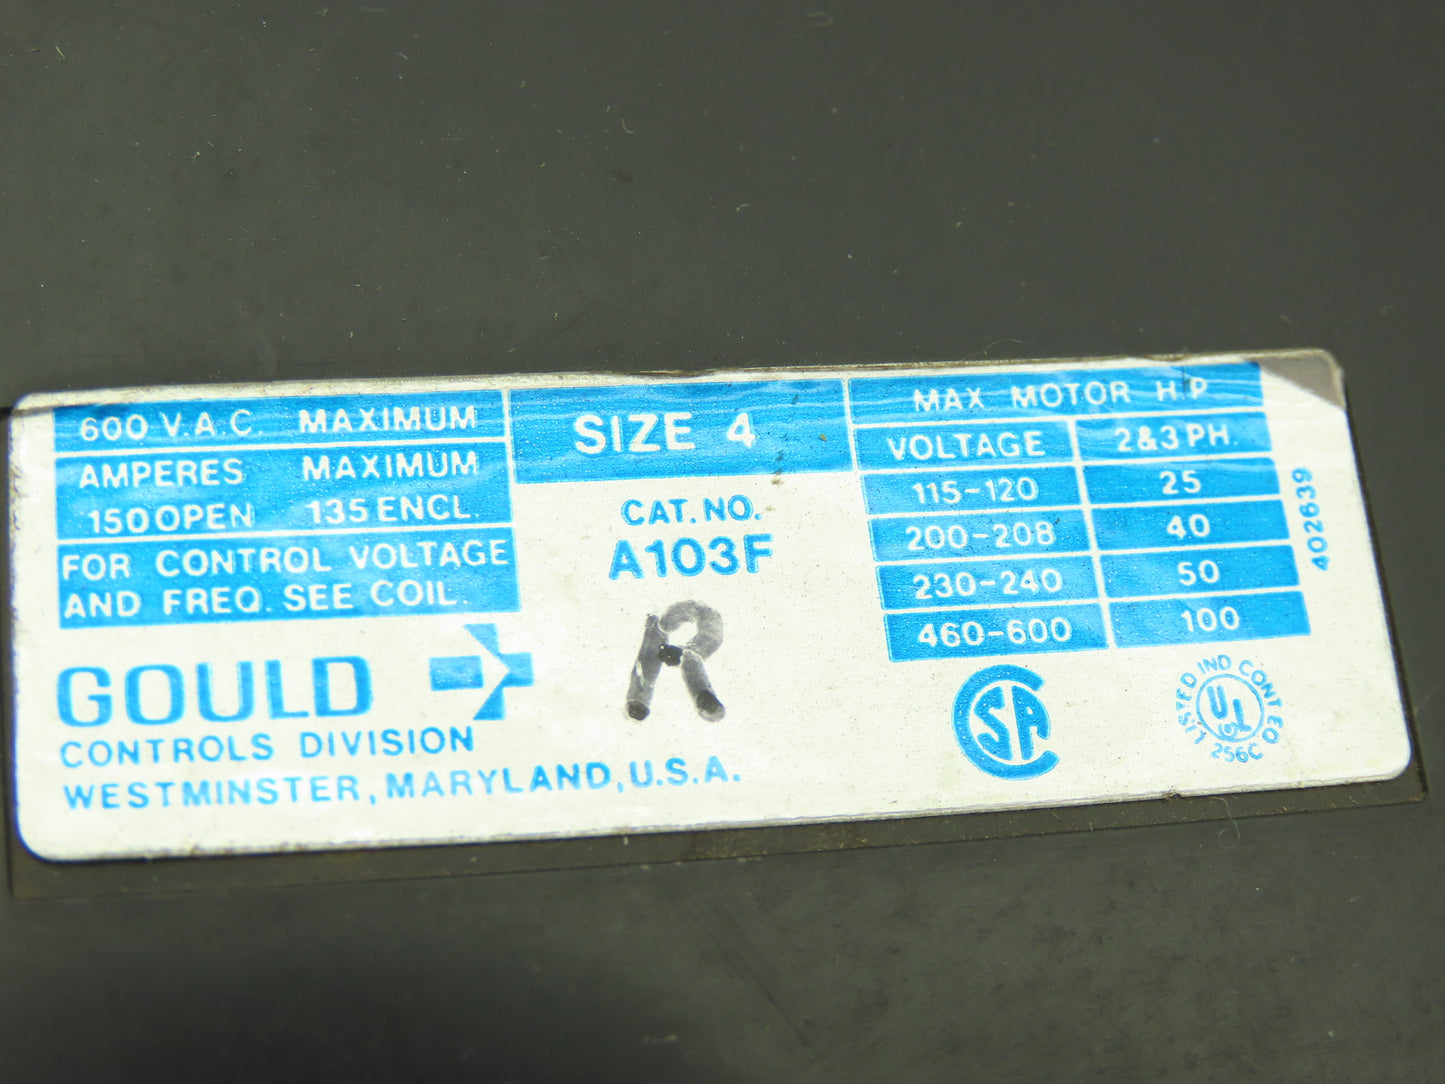 600 V.A.C. MAXIMUM
AMPERES MAXIMUM
150 OPEN 135 ENCL.
FOR CONTROL VOLTAGE
AND FREQ. SEE COIL.
GOULD
CONTROLS DIVISION
WESTMINSTER, MARYLAND, U.S.A.
SIZE 4
CAT. NO.
A103F
R
MAX MOTOR H.P
VOLTAGE 2&3 PH.
115-120 25
200-208 40
230-240 50
460-600 100
402639
CSA
LISTED IND CONT EQ
UL
256C